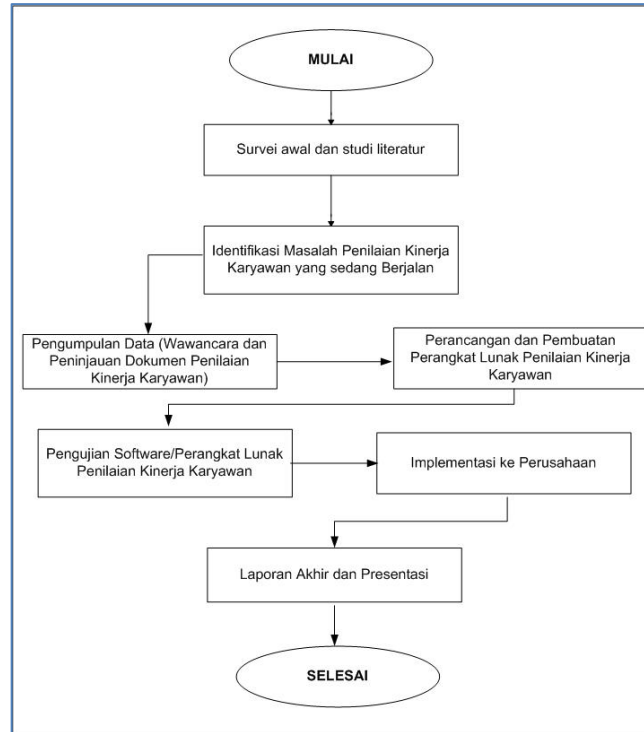 MULAI
Survei awal dan studi literatur
Identifikasi Masalah Penilaian Kinerja
Karyawan yang sedang Berjalan
Pengumpulan Data (Wawancara dan
Peninjauan Dokumen Penilaian
Kinerja Karyawan)
Perancangan dan Pembuatan
Perangkat Lunak Penilaian Kinerja
Karyawan
Pengujian Software/Perangkat Lunak
Penilaian Kinerja Karyawan
Implementasi ke Perusahaan
Laporan Akhir dan Presentasi
SELESAI